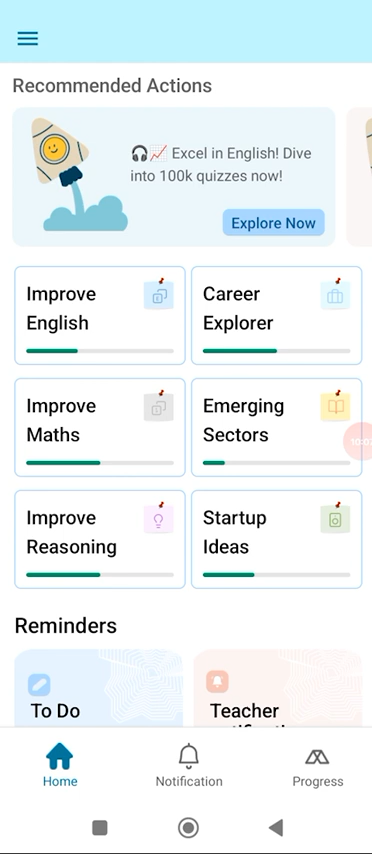 Recommended Actions
🎧📈 Excel in English! Dive
into 100k quizzes now!
Explore Now
Improve
English
Career
Explorer
Improve
Maths
Emerging
Sectors
Improve
Reasoning
Startup
Ideas
Reminders
To Do
Teacher
Home
Notification
Progress